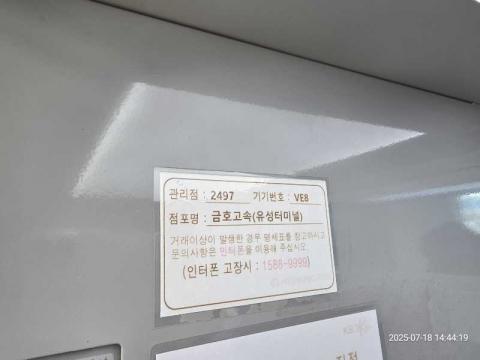 관리점 : 2497 기기번호 : VE8
점포명 : 금호고속(유성터미널)
거래이상이 발생한 경우 명세표를 참고하시고
문의사항은 인터폰을 이용해 주십시오.
(인터폰 고장시 : 1588-9999)
KB
2025-07-18 14:44:19